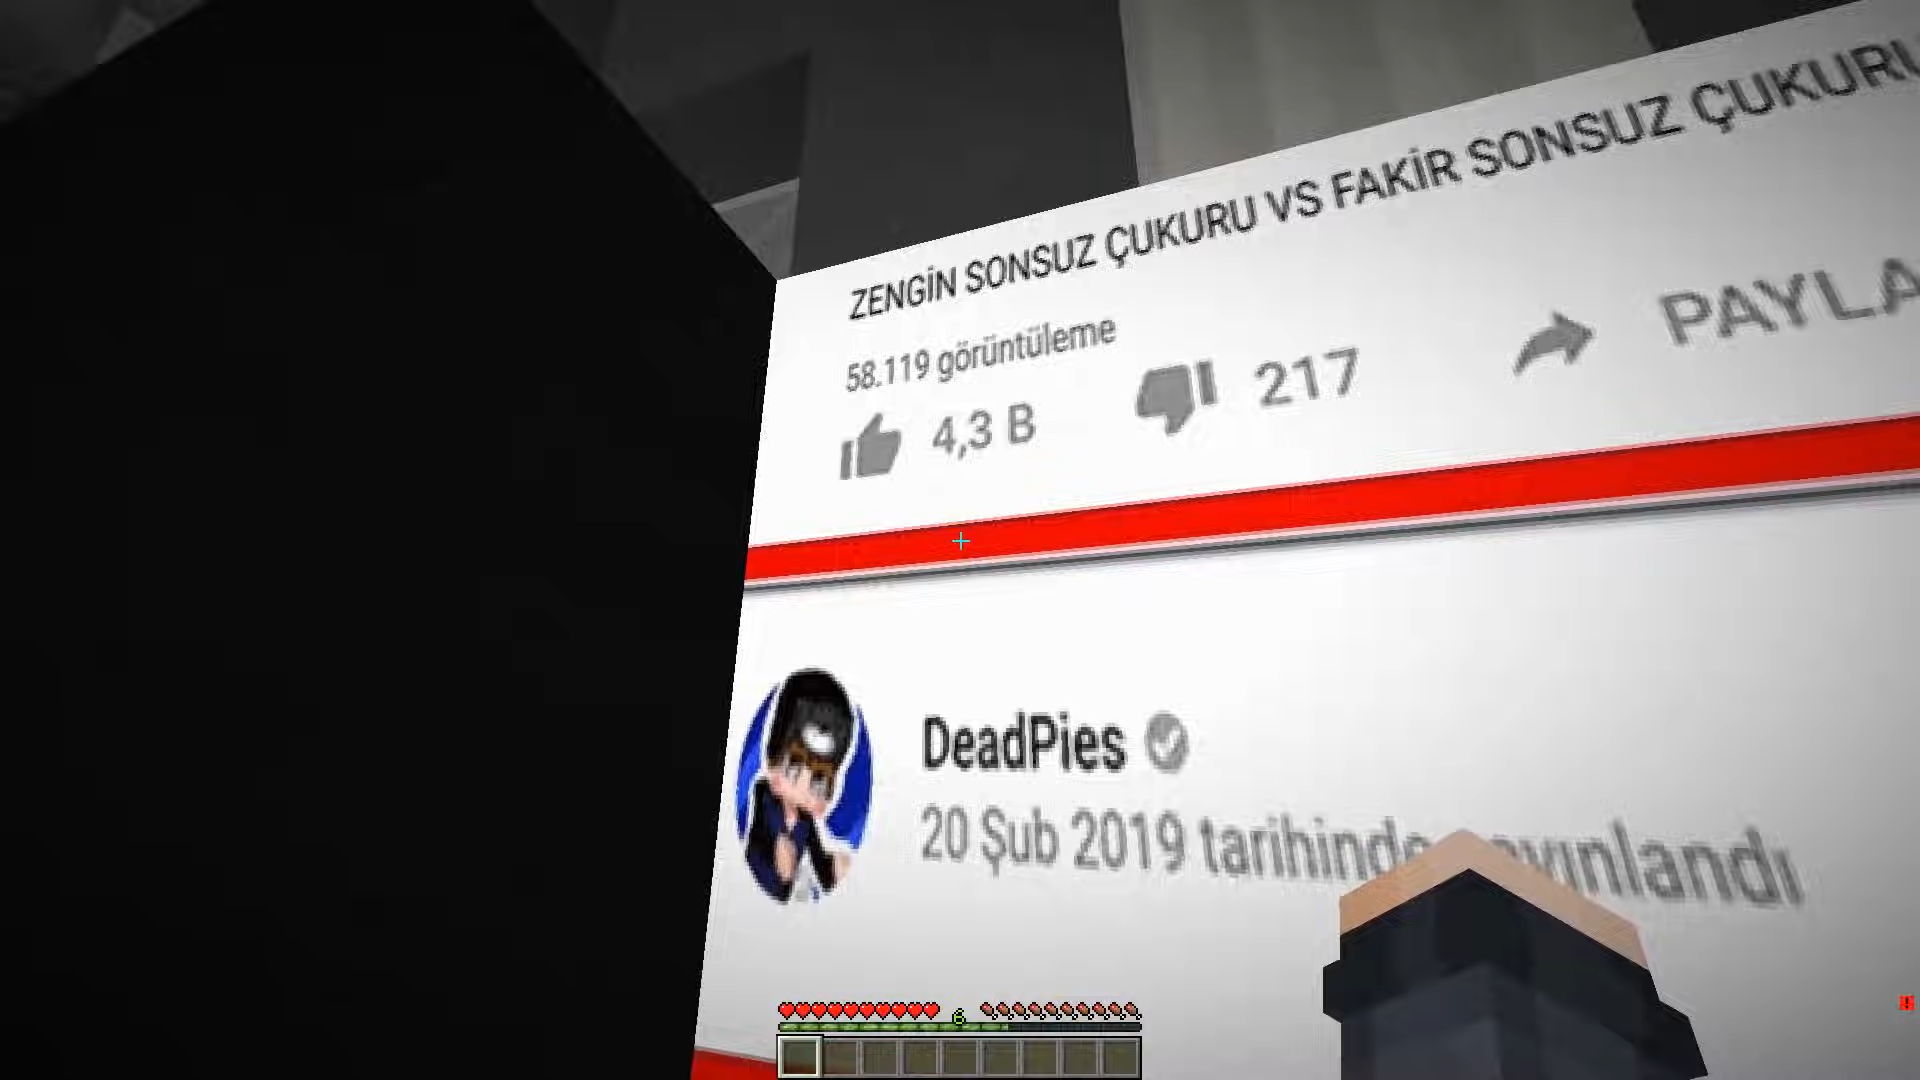 ZENGİN SONSUZ ÇUKURU VS FAKİR SONSUZ ÇUKURU
58.119 görüntüleme
4,3 B 217 PAYLA
DeadPies
20 Şub 2019 tarihinde yayınlandı
6